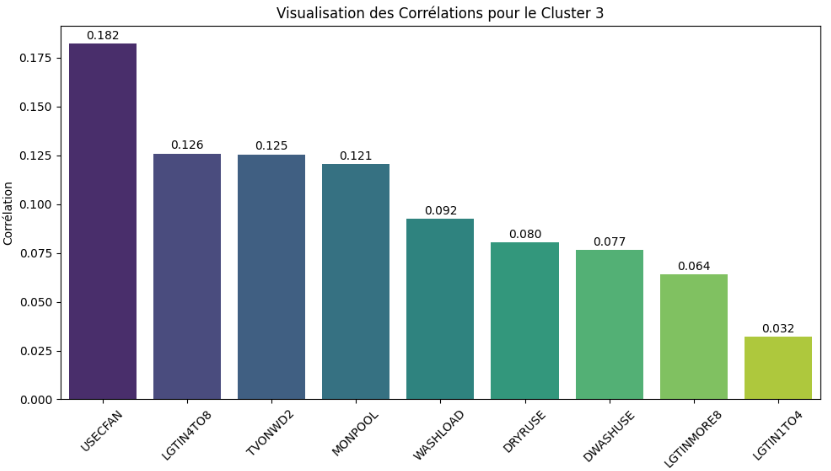 Visualisation des Corrélations pour le Cluster 3
Corrélation
0.175
0.150
0.125
0.100
0.075
0.050
0.025
0.000
0.182
0.126
0.125
0.121
0.092
0.080
0.077
0.064
0.032
USECFAN
LGTIN4TO8
TVONWD2
MONPOOL
WASHLOAD
DRYRUSE
DWASHUSE
LGTINMORE8
LGTIN1TO4